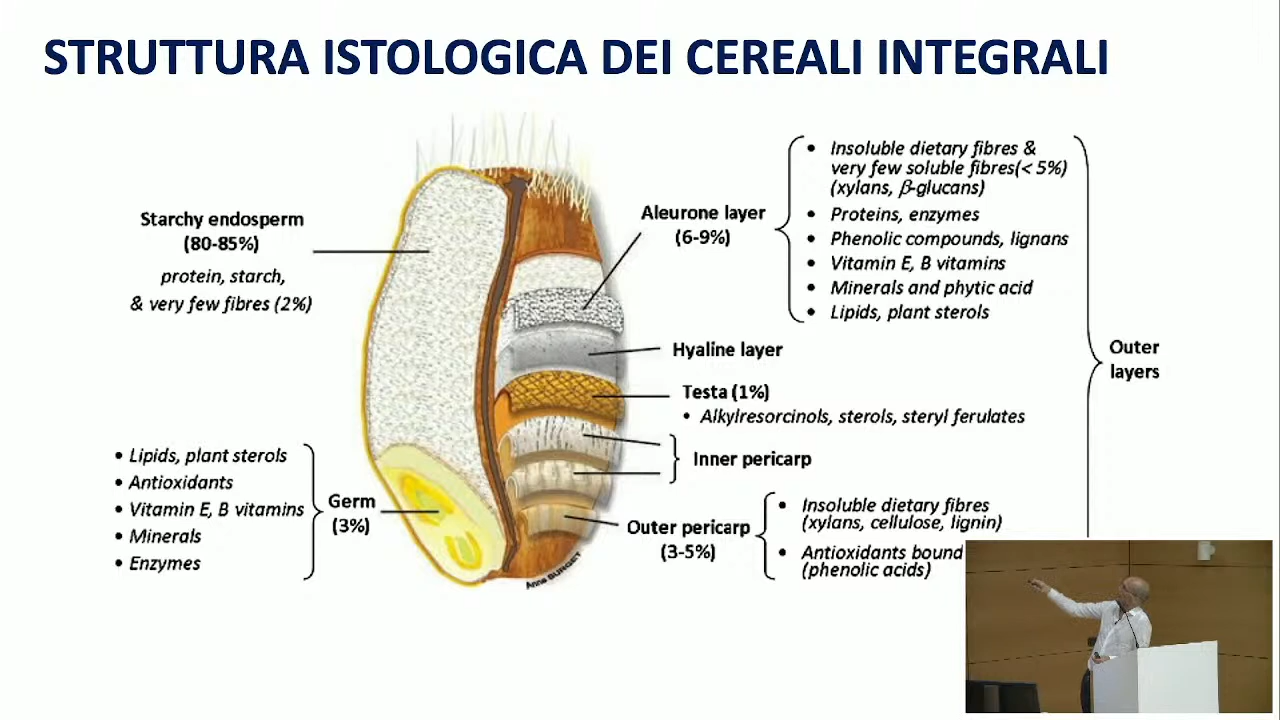 STRUTTURA ISTOLOGICA DEI CEREALI INTEGRALI
Starchy endosperm
(80-85%)
protein, starch,
& very few fibres (2%)
• Lipids, plant sterols
• Antioxidants
• Vitamin E, B vitamins
• Minerals
• Enzymes
Germ
(3%)
Aleurone layer
(6-9%)
• Insoluble dietary fibres &
very few soluble fibres(< 5%)
(xylans, β-glucans)
• Proteins, enzymes
• Phenolic compounds, lignans
• Vitamin E, B vitamins
• Minerals and phytic acid
• Lipids, plant sterols
Hyaline layer
Testa (1%)
• Alkylresorcinols, sterols, steryl ferulates
Inner pericarp
Outer pericarp
(3-5%)
• Insoluble dietary fibres
(xylans, cellulose, lignin)
• Antioxidants bound
(phenolic acids)
Outer
layers
Anne SURGET